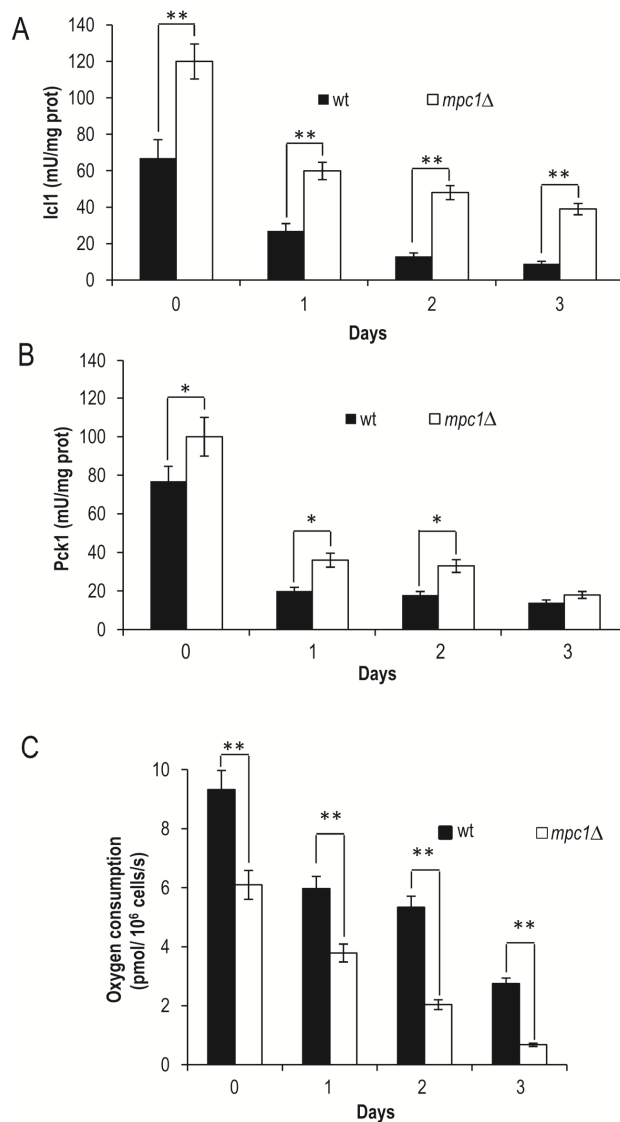 A
Icl1 (mU/mg prot)
140
120
100
80
60
40
20
0
**
**
**
**
wt
mpc1Δ
0 1 2 3
Days
B
Pck1 (mU/mg prot)
140
120
100
80
60
40
20
0
*
*
*
wt
mpc1Δ
0 1 2 3
Days
C
Oxygen consumption
(pmol/ 10⁶ cells/s)
10
8
6
4
2
0
**
**
**
**
wt
mpc1Δ
0 1 2 3
Days